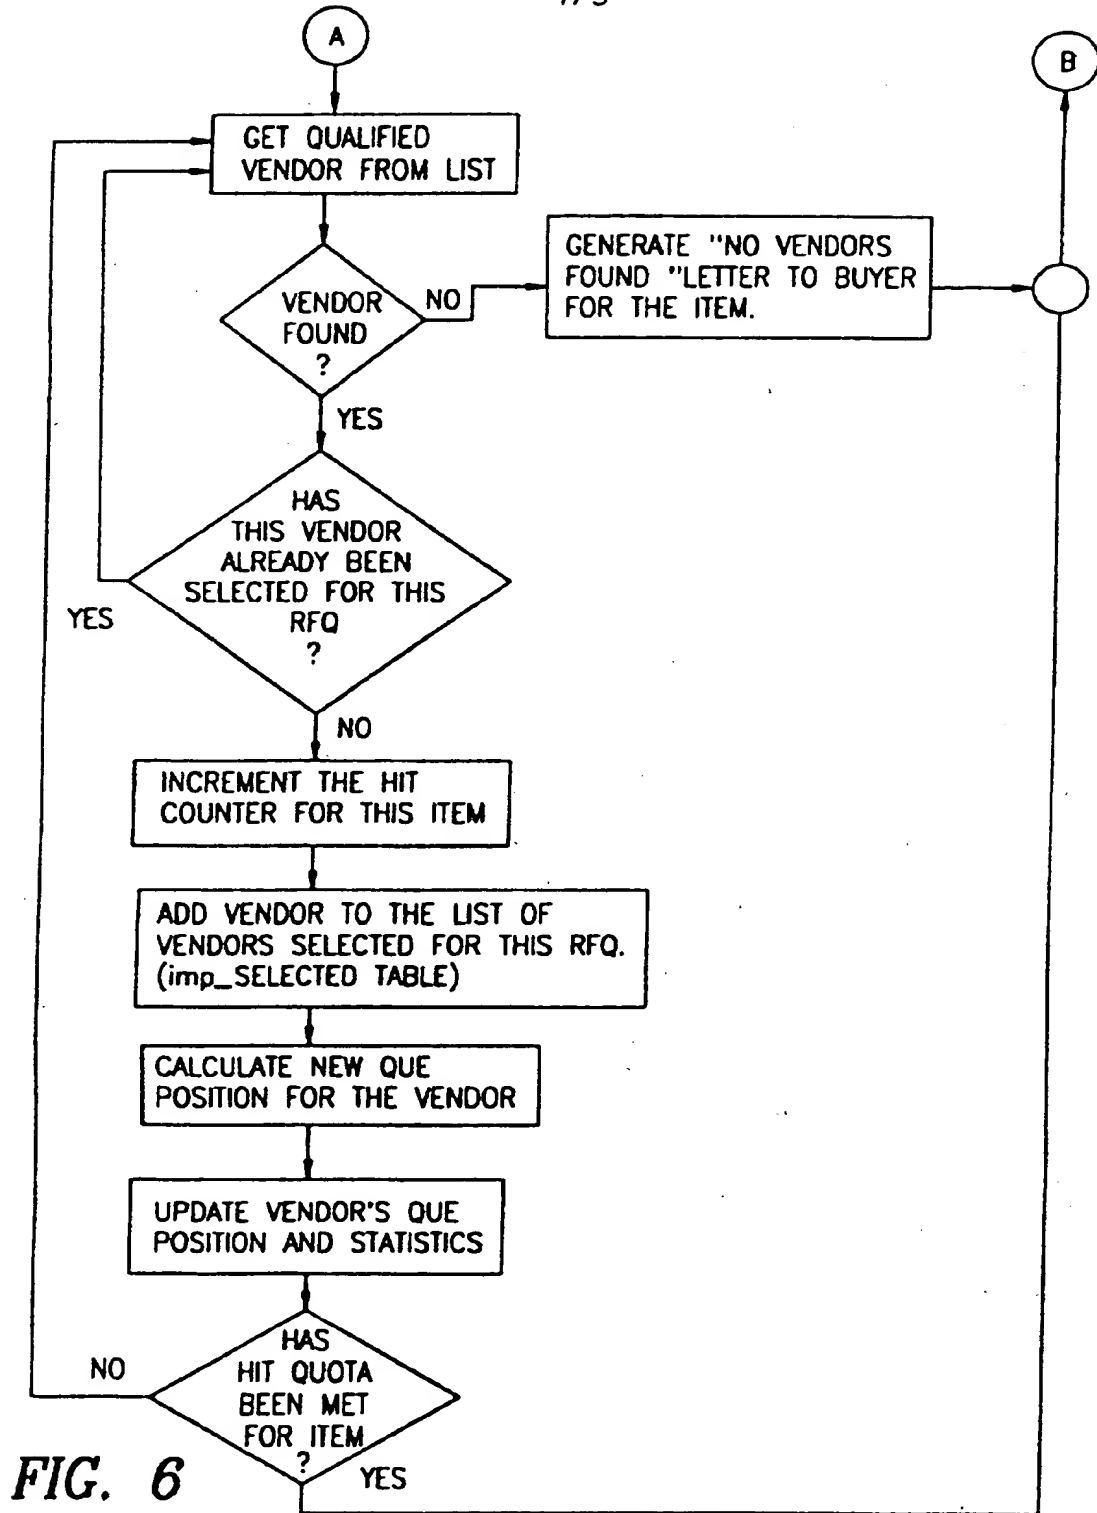 A
B
GET QUALIFIED
VENDOR FROM LIST
VENDOR
FOUND
?
NO
GENERATE "NO VENDORS
FOUND "LETTER TO BUYER
FOR THE ITEM.
YES
HAS
THIS VENDOR
ALREADY BEEN
SELECTED FOR THIS
RFQ
?
YES
NO
INCREMENT THE HIT
COUNTER FOR THIS ITEM
ADD VENDOR TO THE LIST OF
VENDORS SELECTED FOR THIS RFQ.
(imp_SELECTED TABLE)
CALCULATE NEW QUE
POSITION FOR THE VENDOR
UPDATE VENDOR'S QUE
POSITION AND STATISTICS
HAS
HIT QUOTA
BEEN MET
FOR ITEM
?
NO
YES
FIG. 6